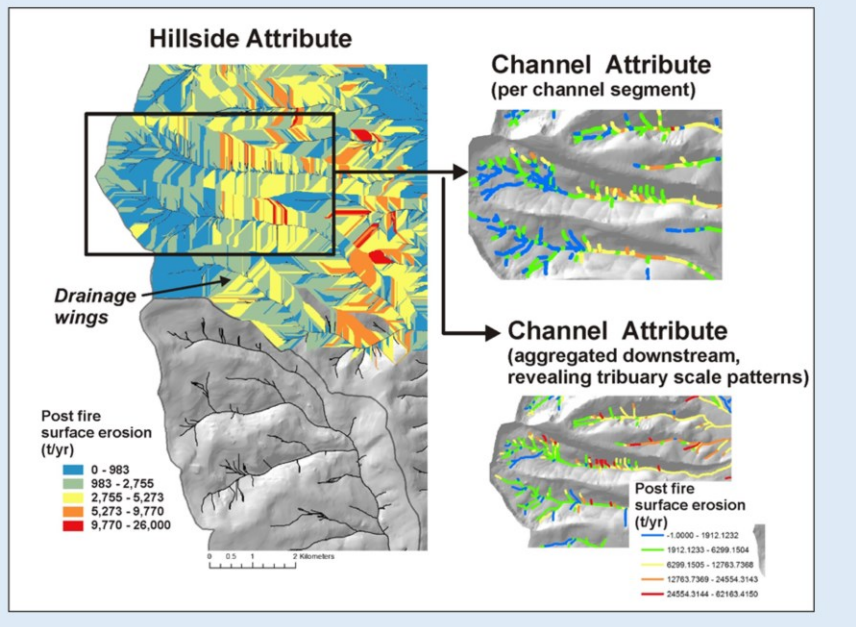 Hillside Attribute
Channel Attribute
(per channel segment)
Drainage
wings
Channel Attribute
(aggregated downstream,
revealing tribuary scale patterns)
Post fire
surface erosion
(t/yr)
0 - 983
983 - 2,755
2,755 - 5,273
5,273 - 9,770
9,770 - 26,000
0 0.5 1 2 Kilometers
Post fire
surface erosion
(t/yr)
-1.0000 - 1912.1232
1912.1233 - 6299.1504
6299.1505 - 12763.7368
12763.7369 - 24554.3143
24554.3144 - 62163.4150